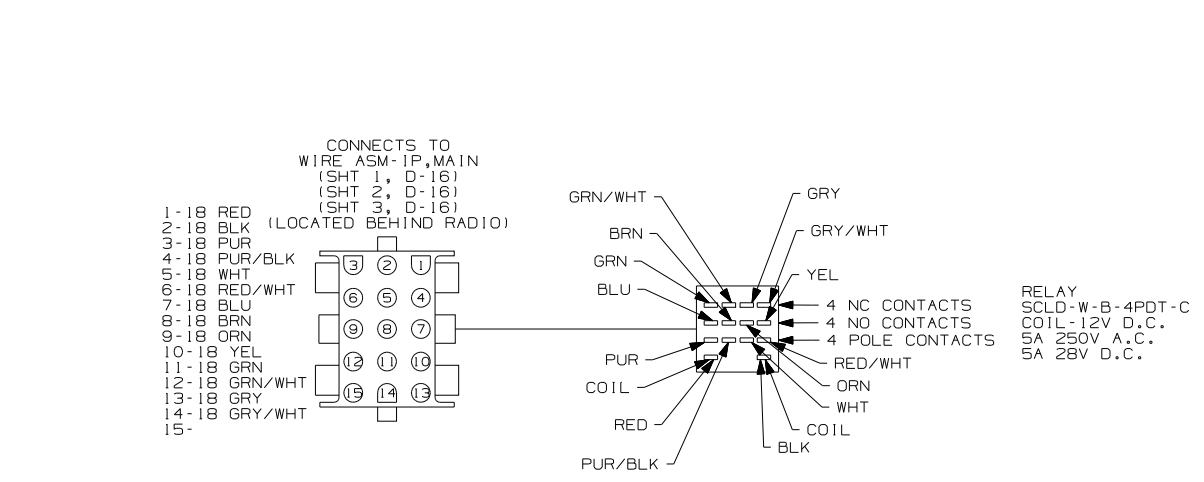 CONNECTS TO
WIRE ASM-IP,MAIN
(SHT 1, D-16)
(SHT 2, D-16)
(SHT 3, D-16)
(LOCATED BEHIND RADIO)
1-18 RED
2-18 BLK
3-18 PUR
4-18 PUR/BLK
5-18 WHT
6-18 RED/WHT
7-18 BLU
8-18 BRN
9-18 ORN
10-18 YEL
11-18 GRN
12-18 GRN/WHT
13-18 GRY
14-18 GRY/WHT
15-
3 2 1
6 5 4
9 8 7
12 11 10
15 14 13
GRN/WHT
BRN
GRN
BLU
PUR
COIL
RED
PUR/BLK
GRY
GRY/WHT
YEL
4 NC CONTACTS
4 NO CONTACTS
4 POLE CONTACTS
RED/WHT
ORN
WHT
COIL
BLK
RELAY
SCLD-W-B-4PDT-C
COIL-12V D.C.
5A 250V A.C.
5A 28V D.C.